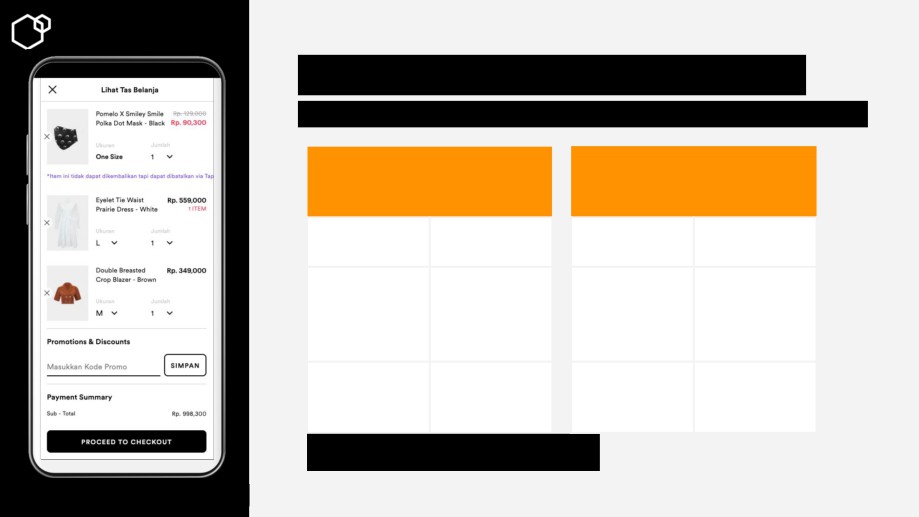 Lihat Tas Belanja
Pomelo X Smiley Smile Rp. 129,000
Polka Dot Mask - Black Rp. 90,300
Ukuran Jumlah
One Size 1
*Item ini tidak dapat dikembalikan tapi dapat dibatalkan via Tap
Eyelet Tie Waist Rp. 559,000
Prairie Dress - White 1 ITEM
Ukuran Jumlah
L 1
Double Breasted Rp. 349,000
Crop Blazer - Brown
Ukuran Jumlah
M 1
Promotions & Discounts
Masukkan Kode Promo SIMPAN
Payment Summary
Sub - Total Rp. 998,300
PROCEED TO CHECKOUT